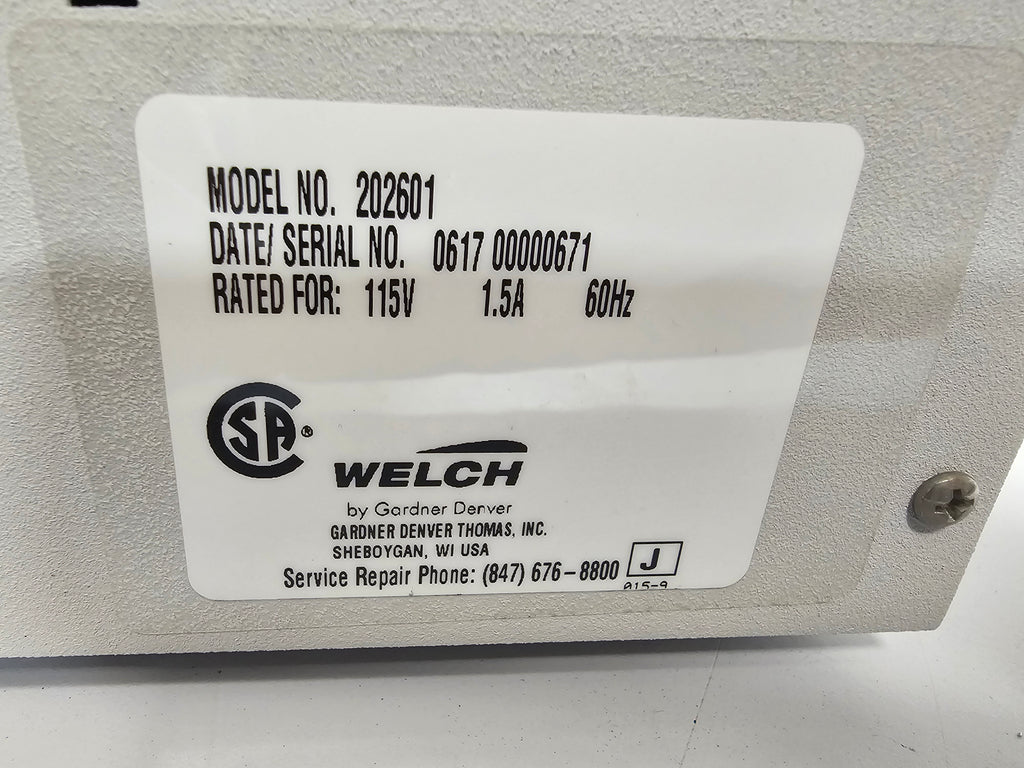 MODEL NO. 202601
DATE/ SERIAL NO. 0617 00000671
RATED FOR: 115V 1.5A 60Hz
SA®
WELCH
by Gardner Denver
GARDNER DENVER THOMAS, INC.
SHEBOYGAN, WI USA
Service Repair Phone: (847) 676-8800 J
015-9